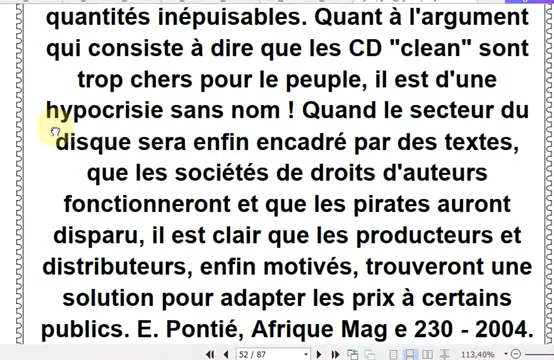 quantités inépuisables. Quant à l'argument
qui consiste à dire que les CD "clean" sont
trop chers pour le peuple, il est d'une
hypocrisie sans nom ! Quand le secteur du
disque sera enfin encadré par des textes,
que les sociétés de droits d'auteurs
fonctionneront et que les pirates auront
disparu, il est clair que les producteurs et
distributeurs, enfin motivés, trouveront une
solution pour adapter les prix à certains
publics. E. Pontié, Afrique Mag e 230 - 2004.
52 / 87
113,40%